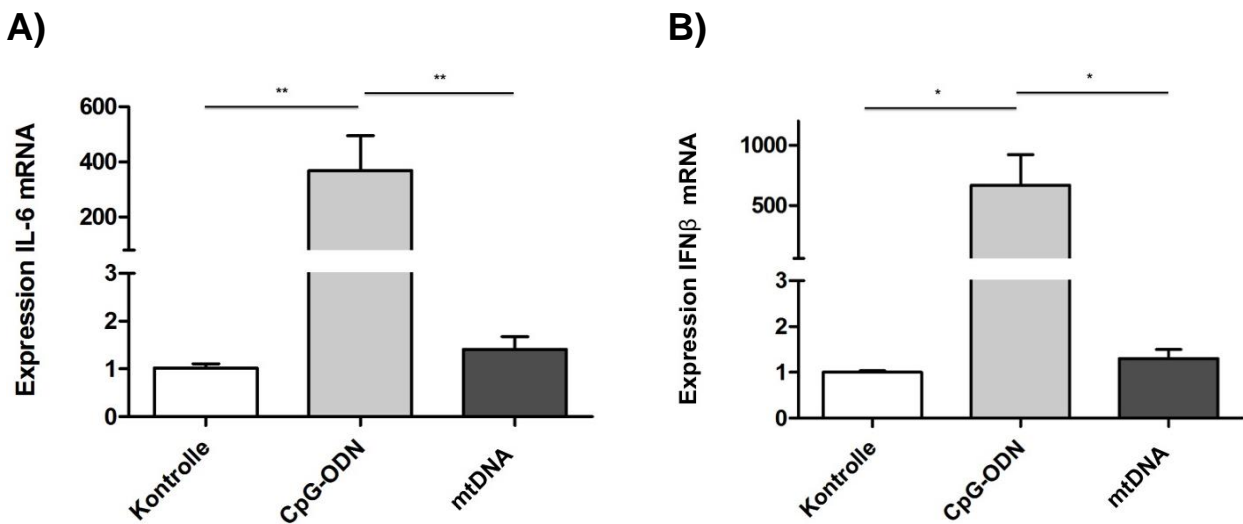 A)
Expression IL-6 mRNA
**
**
600
400
200
3
2
1
0
Kontrolle
CpG-ODN
mtDNA
B)
Expression IFNβ mRNA
*
*
1000
500
3
2
1
0
Kontrolle
CpG-ODN
mtDNA